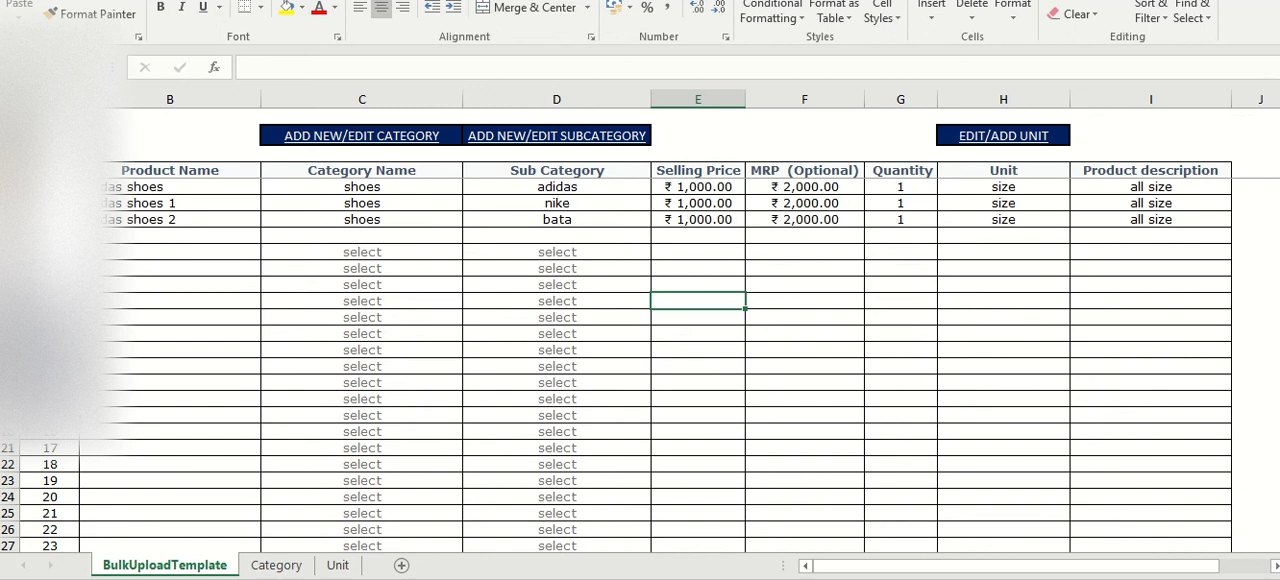 Paste Format Painter B I U A Merge & Center % , Conditional Format as Cell Insert Delete Format Clear Sort & Find &
Formatting Table Styles Filter Select
Font Alignment Number Styles Cells Editing
fx
B C D E F G H I J
ADD NEW/EDIT CATEGORY ADD NEW/EDIT SUBCATEGORY EDIT/ADD UNIT
Product Name Category Name Sub Category Selling Price MRP (Optional) Quantity Unit Product description
das shoes shoes adidas ₹ 1,000.00 ₹ 2,000.00 1 size all size
das shoes 1 shoes nike ₹ 1,000.00 ₹ 2,000.00 1 size all size
das shoes 2 shoes bata ₹ 1,000.00 ₹ 2,000.00 1 size all size
select select
select select
select select
select select
select select
select select
select select
select select
select select
select select
select select
select select
21 17 select select
22 18 select select
23 19 select select
24 20 select select
25 21 select select
26 22 select select
27 23 select select
BulkUploadTemplate Category Unit